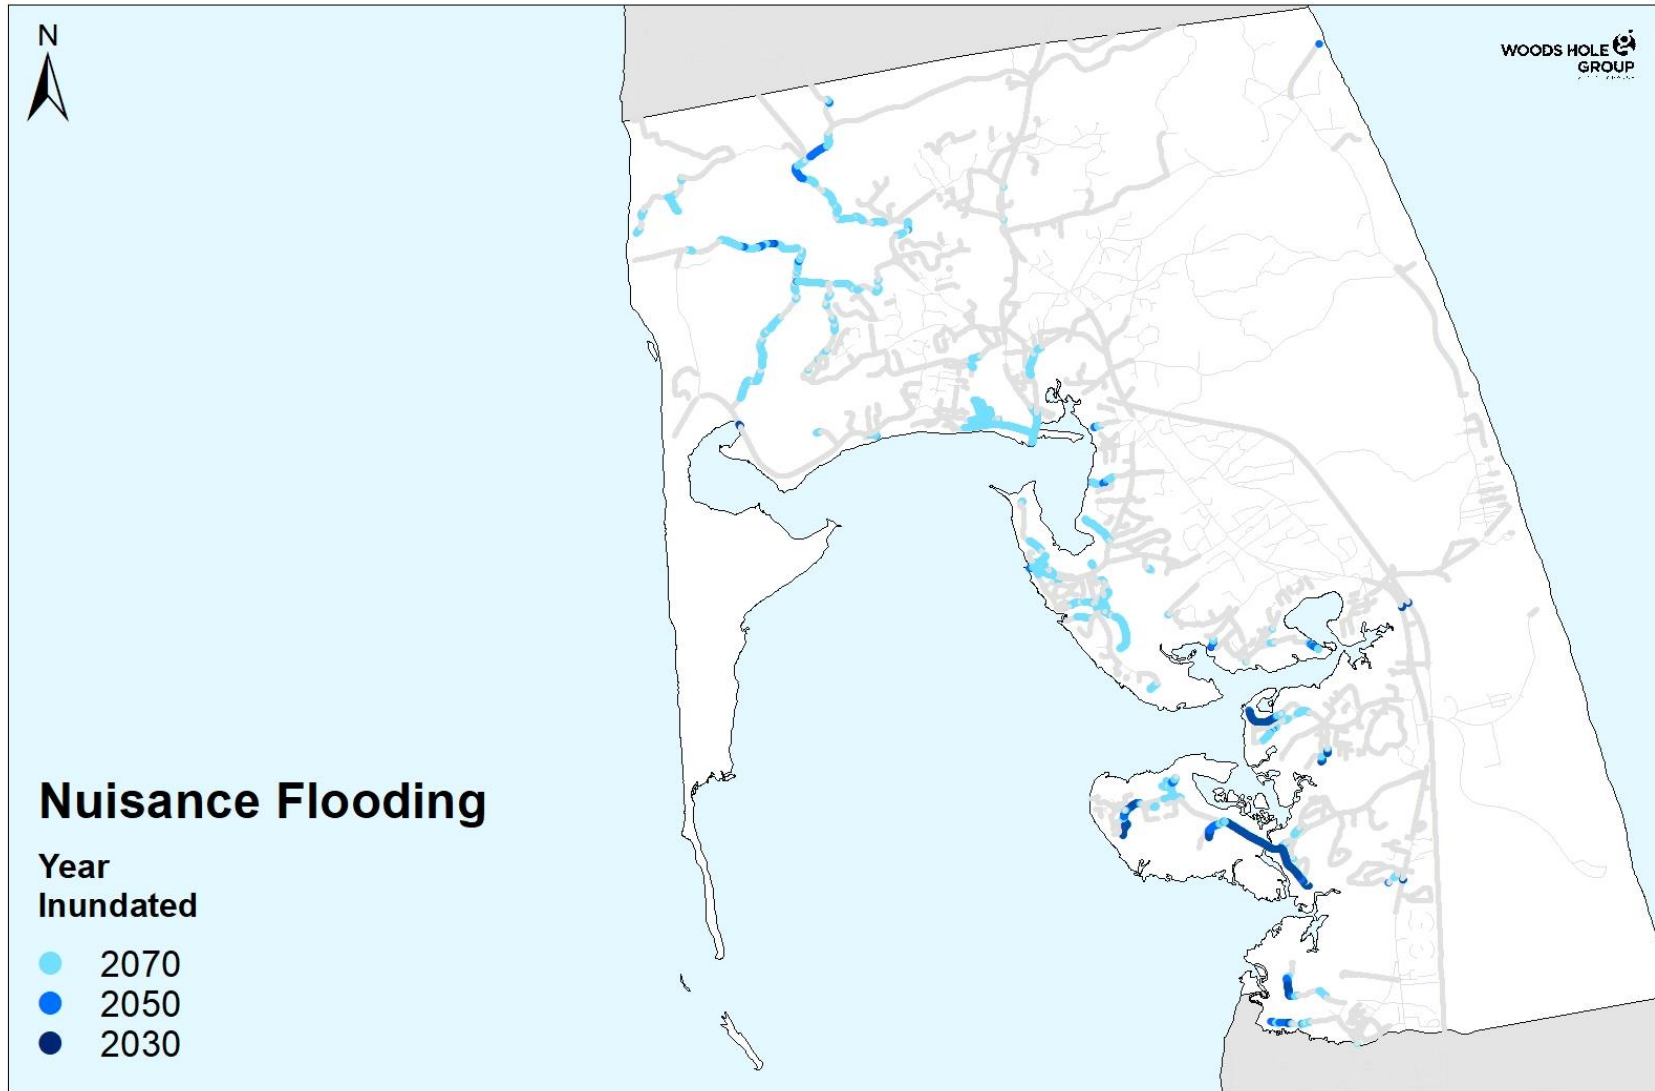 N
WOODS HOLE
GROUP
Nuisance Flooding
Year
Inundated
2070
2050
2030